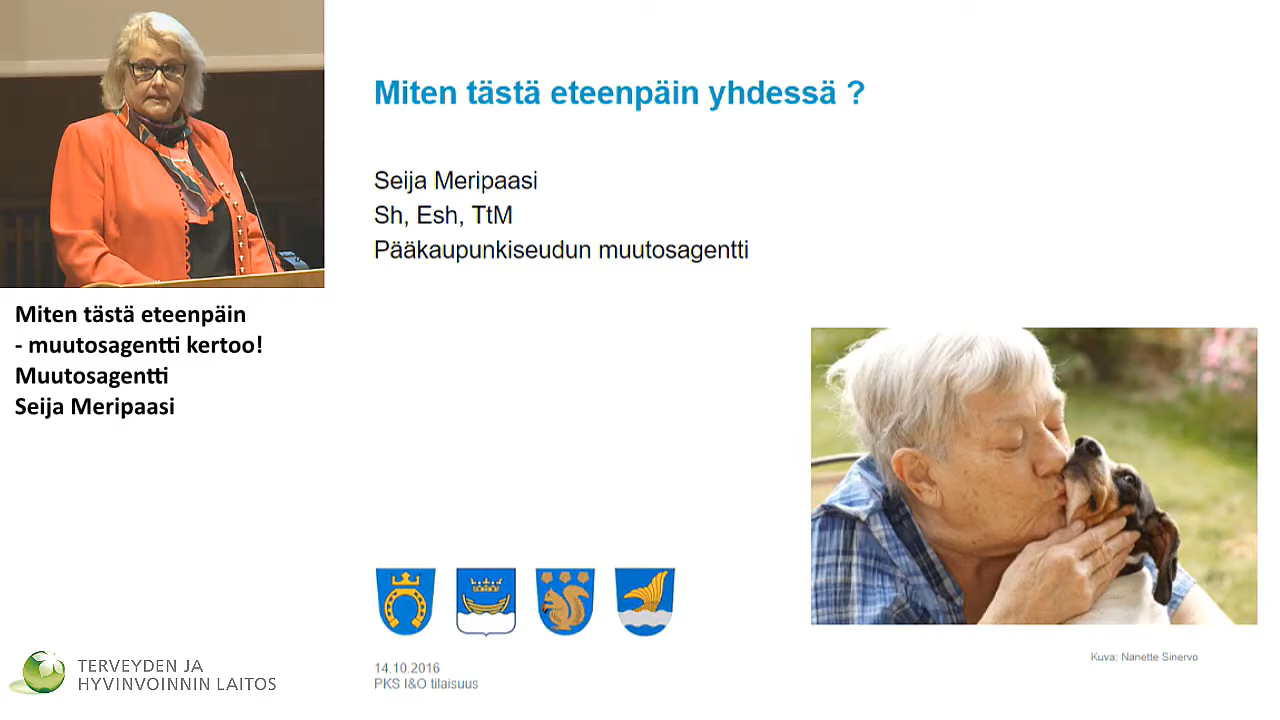 Miten tästä eteenpäin yhdessä ?
Seija Meripaasi
Sh, Esh, TtM
Pääkaupunkiseudun muutosagentti
Miten tästä eteenpäin
- muutosagentti kertoo!
Muutosagentti
Seija Meripaasi
TERVEYDEN JA
HYVINVOINNIN LAITOS
14.10.2016
PKS I&O tilaisuus
Kuva: Nanette Sinervo